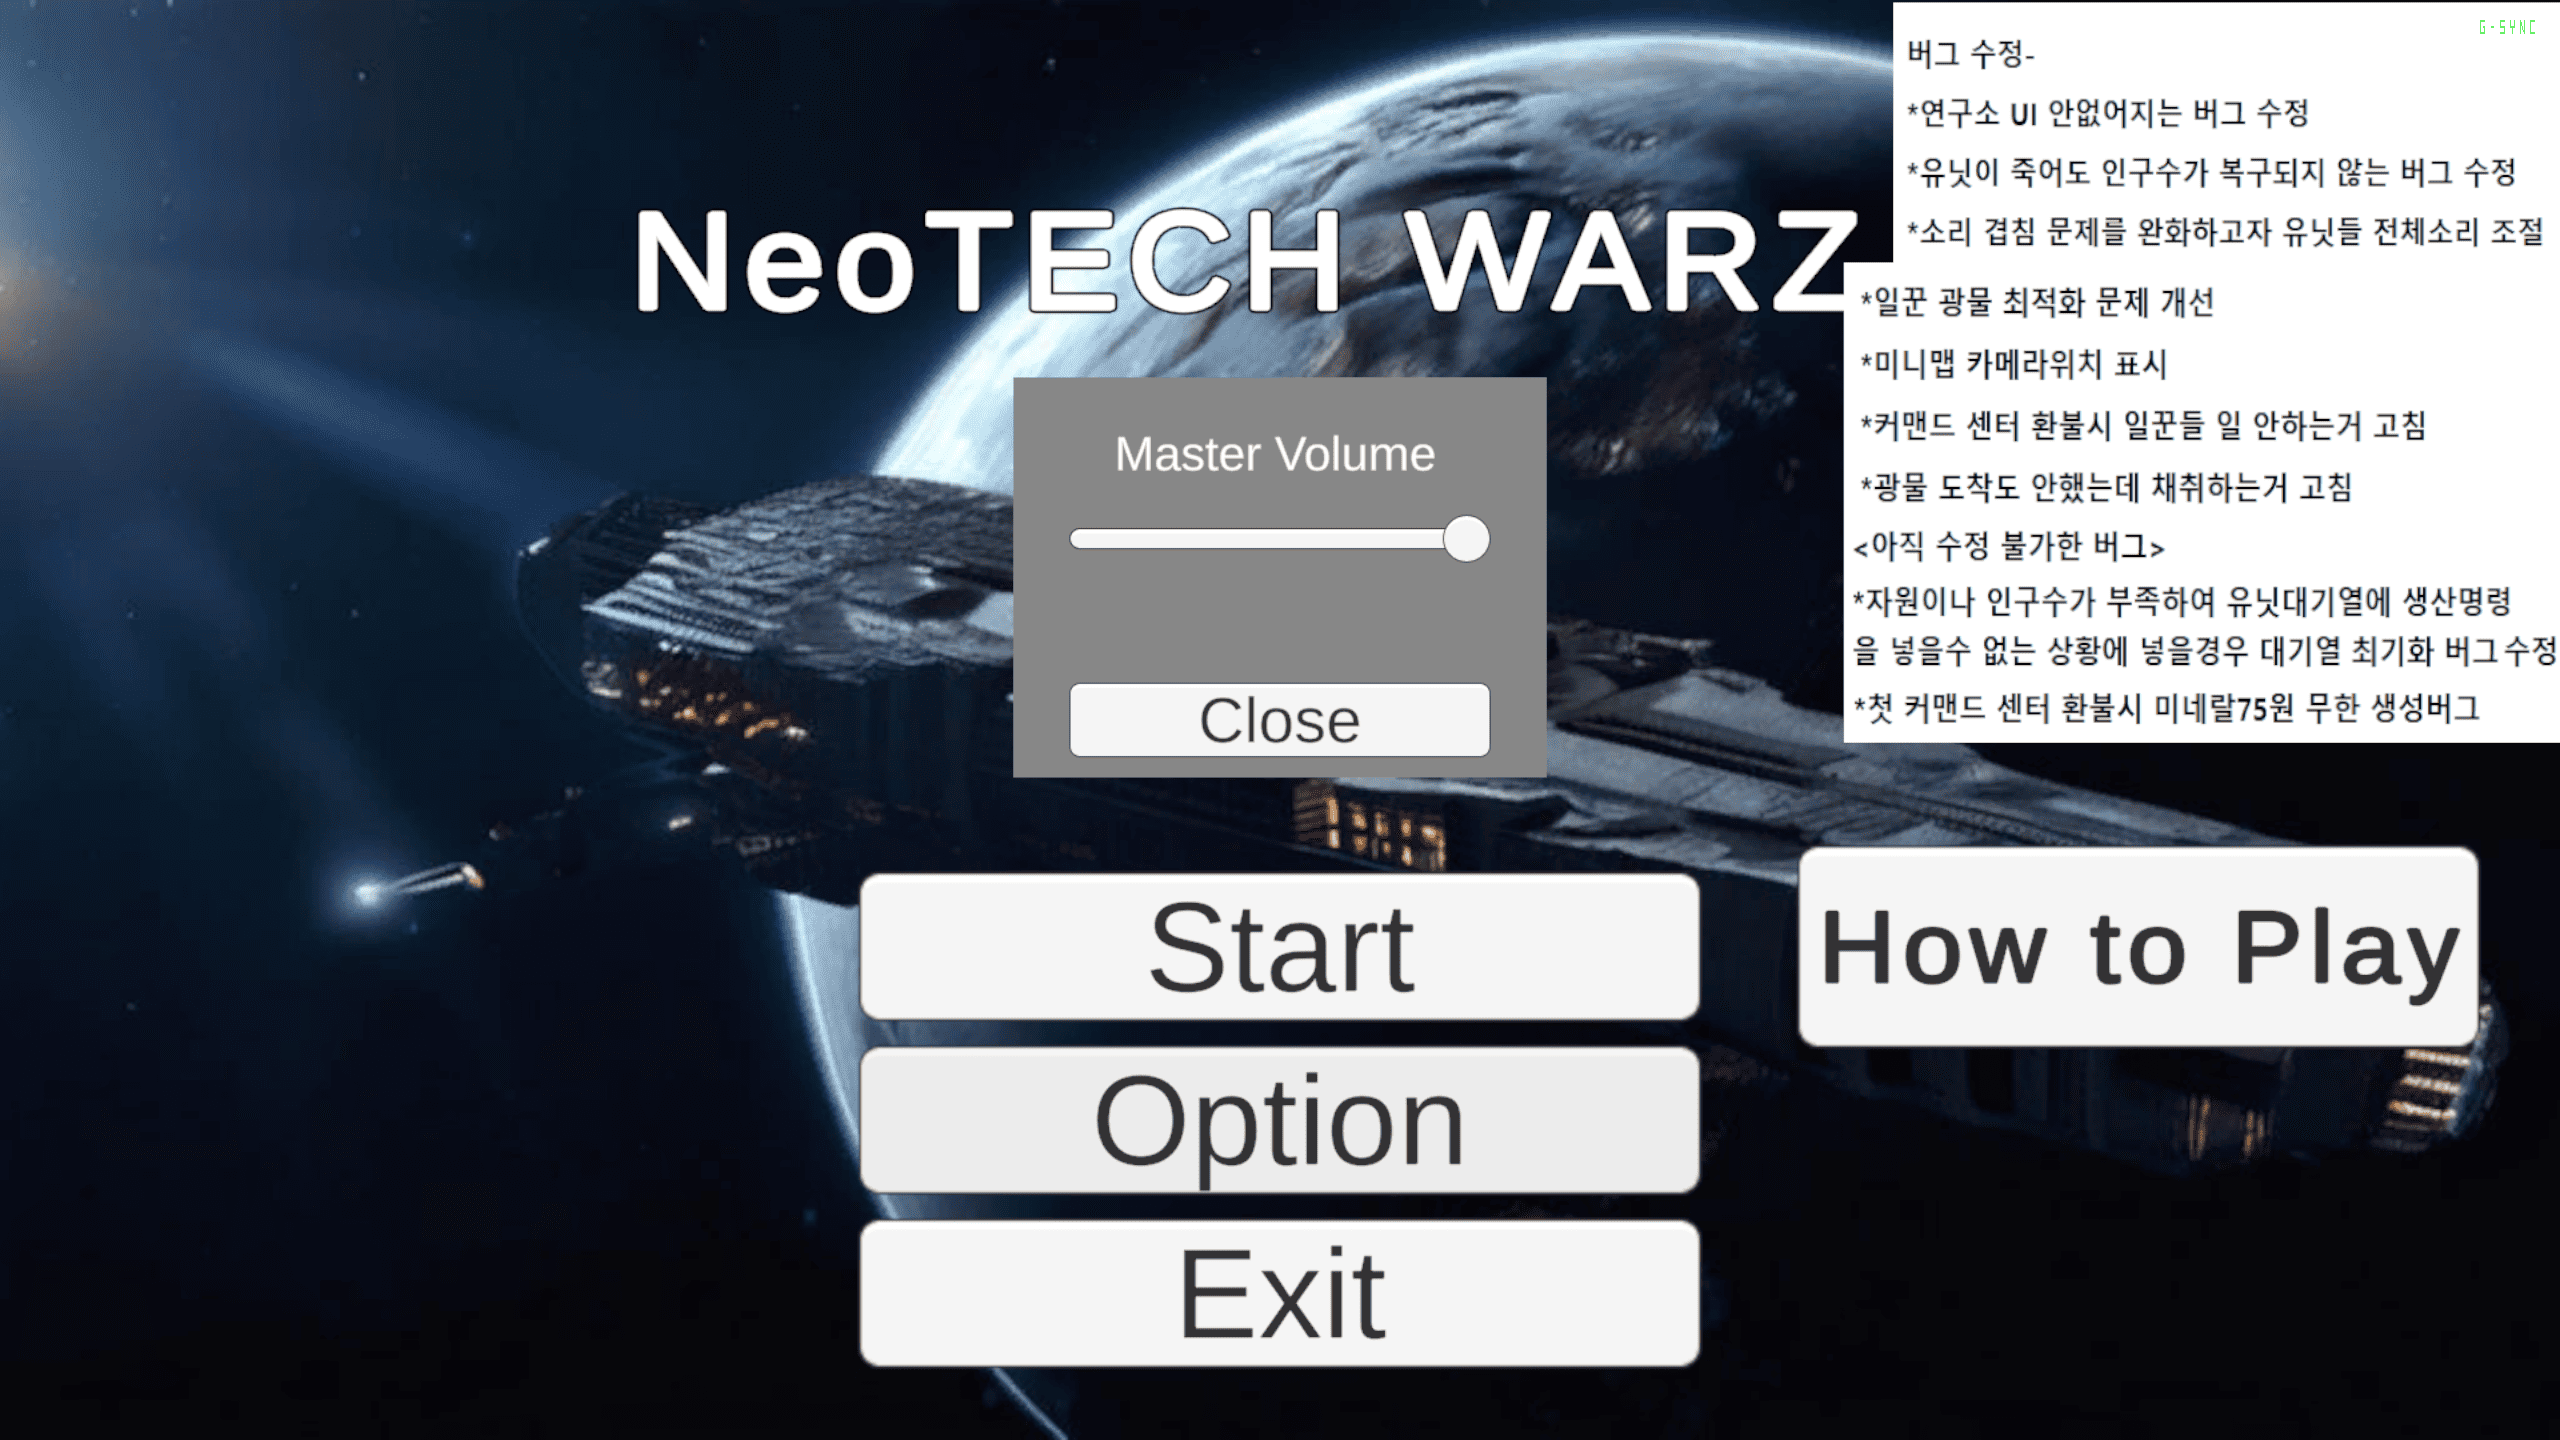 G-SYNC
버그 수정-
*연구소 UI 안없어지는 버그 수정
*유닛이 죽어도 인구수가 복구되지 않는 버그 수정
*소리 겹침 문제를 완화하고자 유닛들 전체소리 조절
NeoTECH WARZ
*일꾼 광물 최적화 문제 개선
*미니맵 카메라위치 표시
*커맨드 센터 환불시 일꾼들 일 안하는거 고침
*광물 도착도 안했는데 채취하는거 고침
<아직 수정 불가한 버그>
*자원이나 인구수가 부족하여 유닛대기열에 생산명령
을 넣을수 없는 상황에 넣을경우 대기열 최기화 버그수정
*첫 커맨드 센터 환불시 미네랄75원 무한 생성버그
Master Volume
Close
Start
How to Play
Option
Exit